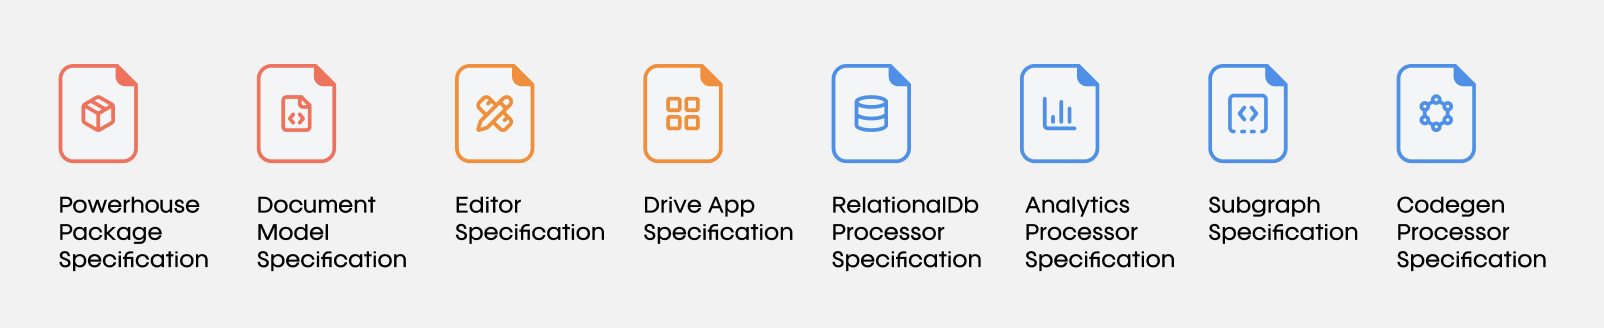 Powerhouse
Package
Specification
Document
Model
Specification
Editor
Specification
Drive App
Specification
RelationalDb
Processor
Specification
Analytics
Processor
Specification
Subgraph
Specification
Codegen
Processor
Specification